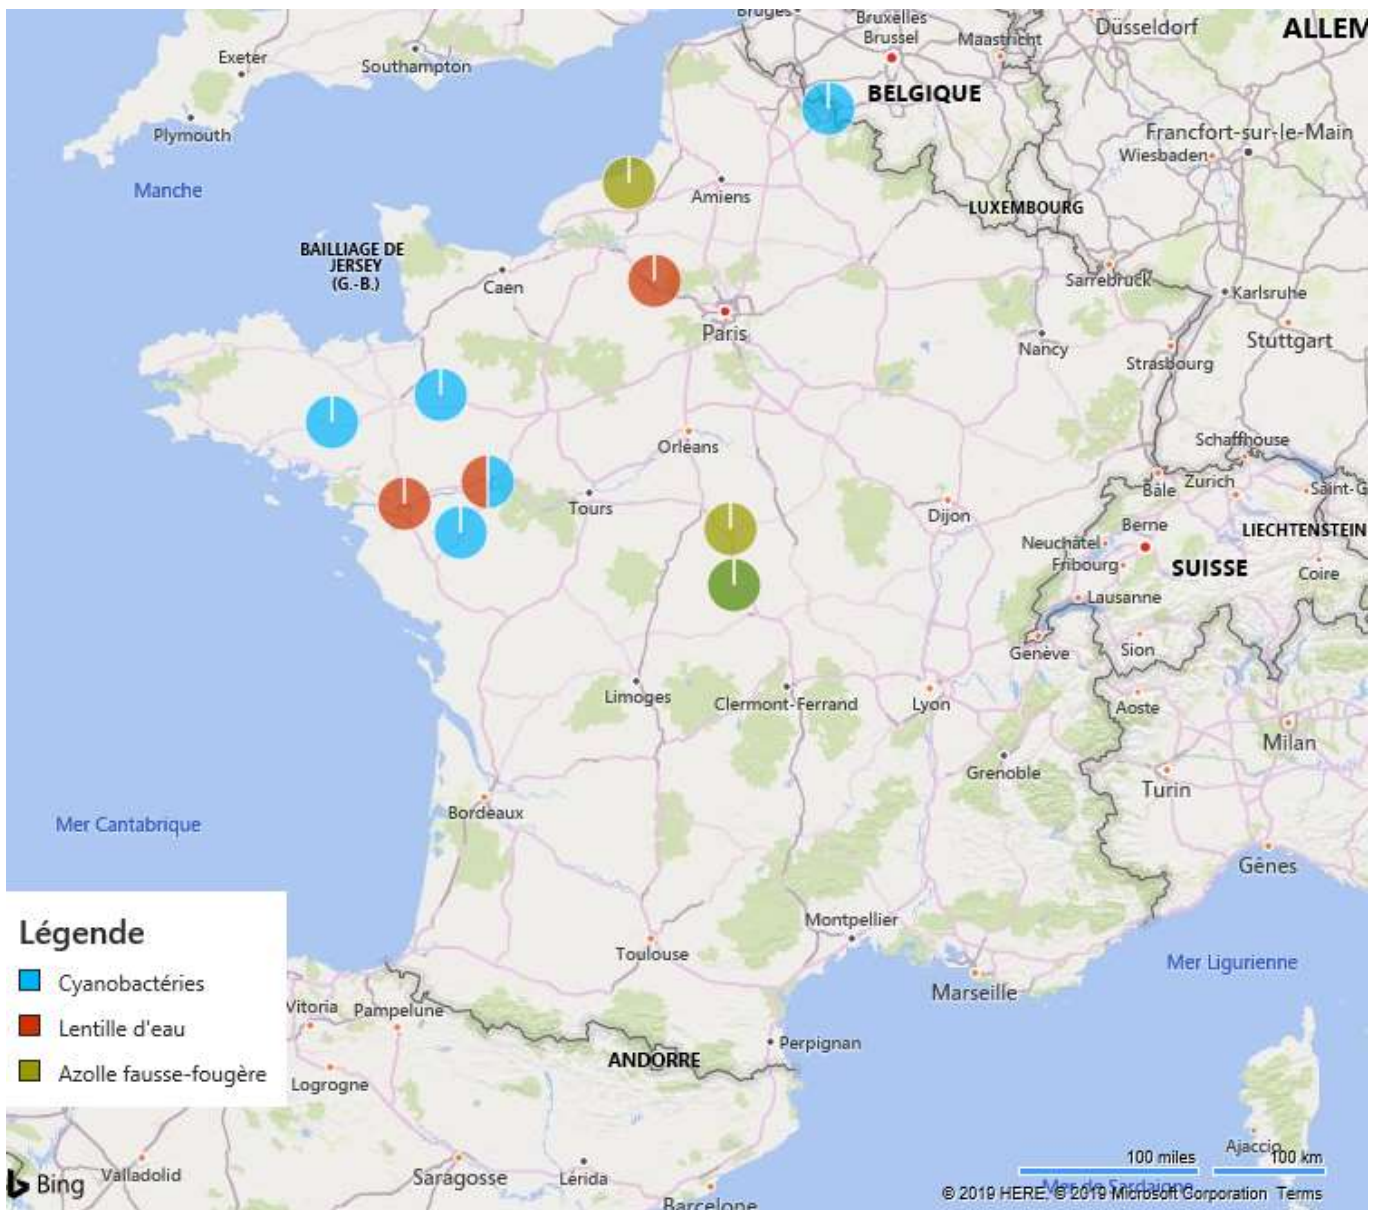 Bruges
Bruxelles
Brussel
Maastricht
Düsseldorf
ALLEM
Exeter
Southampton
BELGIQUE
Plymouth
Francfort-sur-le-Main
Wiesbaden
Manche
Amiens
LUXEMBOURG
BAILLIAGE DE
JERSEY
(G.-B.)
Caen
Sarrebruck
Karlsruhe
Paris
Nancy
Stuttgart
Strasbourg
Orléans
Schaffhouse
Bâle
Zurich
Saint-G
Tours
Dijon
Berne
LIECHTENSTEIN
Neuchâtel
Fribourg
SUISSE
Coire
Lausanne
Genève
Sion
Limoges
Clermont-Ferrand
Lyon
Aoste
Milan
Grenoble
Turin
Bordeaux
Mer Cantabrique
Gênes
Légende
Montpellier
Toulouse
Mer Ligurienne
Cyanobactéries
Marseille
Vitoria
Pampelune
Lentille d'eau
Perpignan
ANDORRE
Azolle fausse-fougère
Logrogne
Ajaccio
100 miles
100 km
Valladolid
Saragosse
Lérida
Bing
Mer de Sardaigne
© 2019 HERE, © 2019 Microsoft Corporation Terms
Barcelone